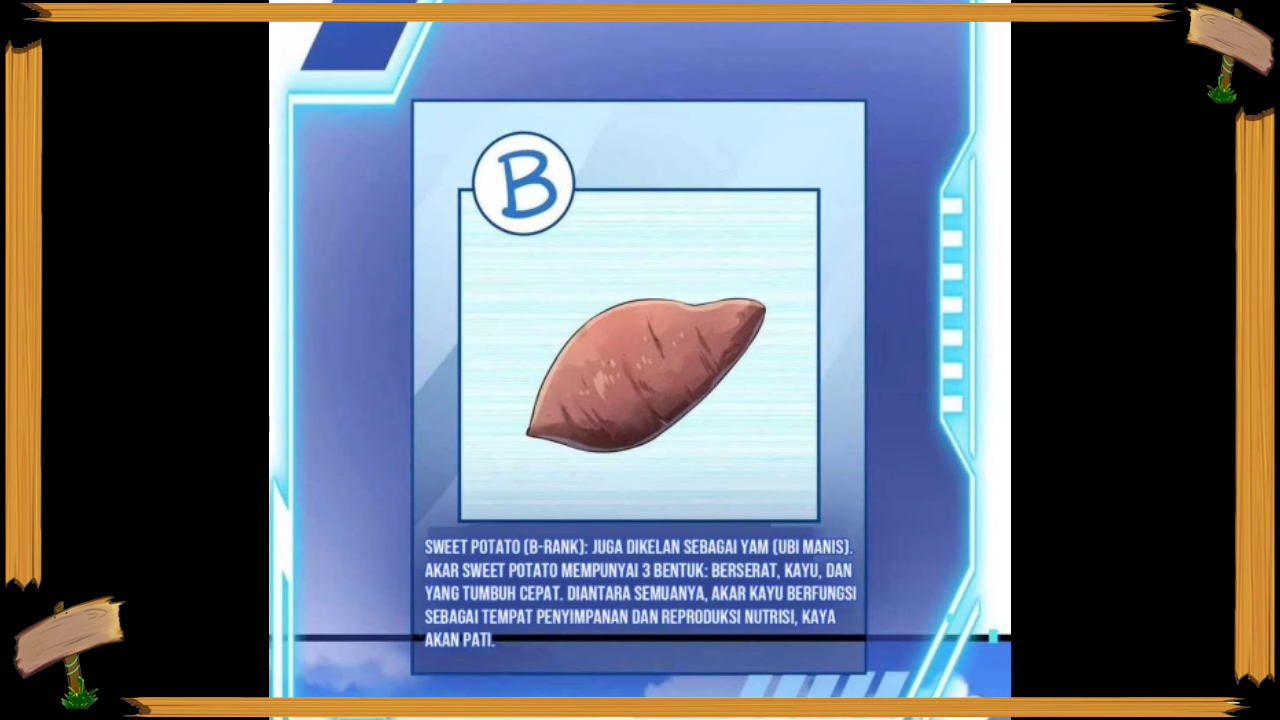 B
SWEET POTATO (B-RANK): JUGA DIKELAN SEBAGAI YAM (UBI MANIS).
AKAR SWEET POTATO MEMPUNYAI 3 BENTUK: BERSERAT, KAYU, DAN
YANG TUMBUH CEPAT. DIANTARA SEMUANYA, AKAR KAYU BERFUNGSI
SEBAGAI TEMPAT PENYIMPANAN DAN REPRODUKSI NUTRISI, KAYA
AKAN PATI.